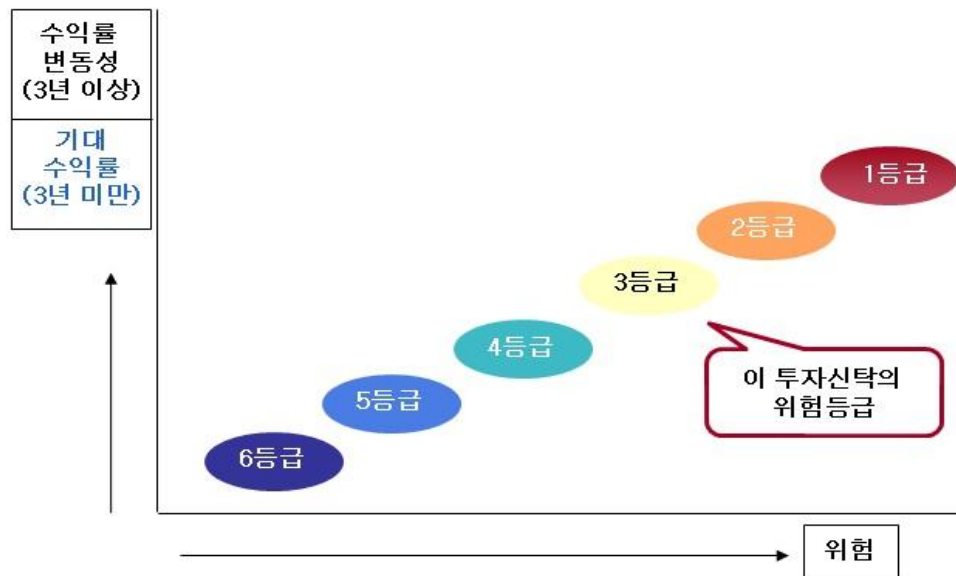 수익률
변동성
(3년 이상)
기대
수익률
(3년 미만)
1등급
2등급
3등급
4등급
이 투자신탁의
위험등급
5등급
6등급
위험